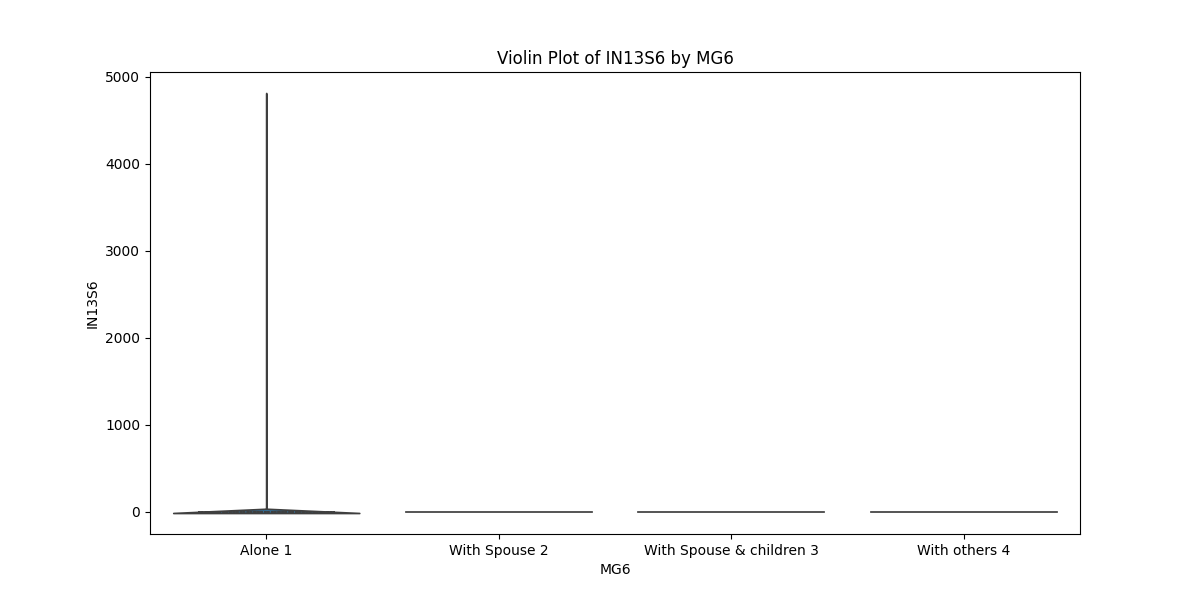 Violin Plot of IN13S6 by MG6
5000
4000
3000
2000
1000
0
IN13S6
Alone 1
With Spouse 2
With Spouse & children 3
With others 4
MG6